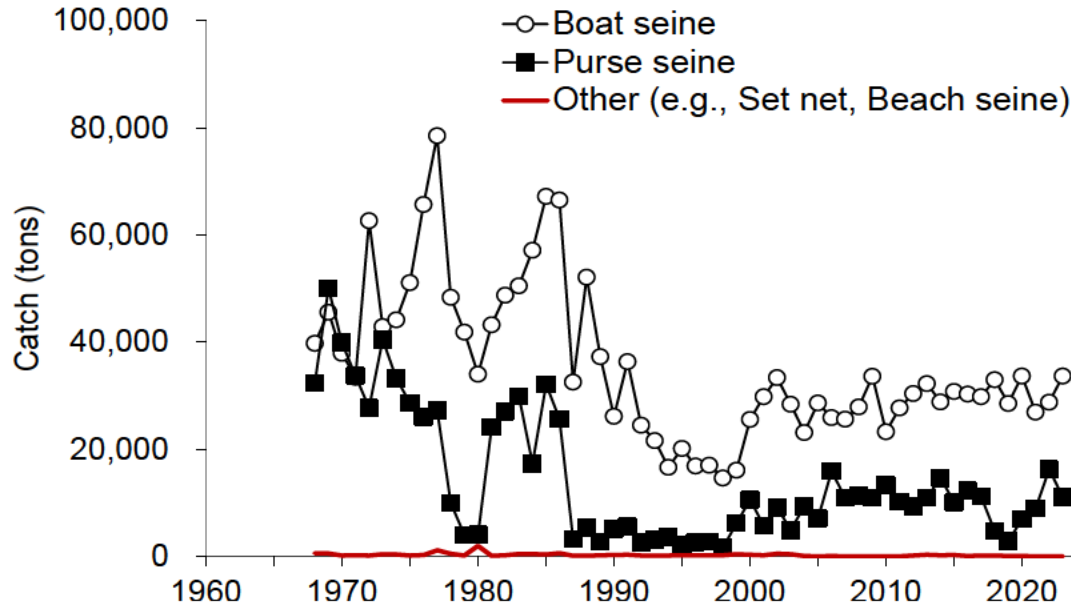 100,000
80,000
60,000
40,000
20,000
0
Catch (tons)
Boat seine
Purse seine
Other (e.g., Set net, Beach seine)
1960 1970 1980 1990 2000 2010 2020